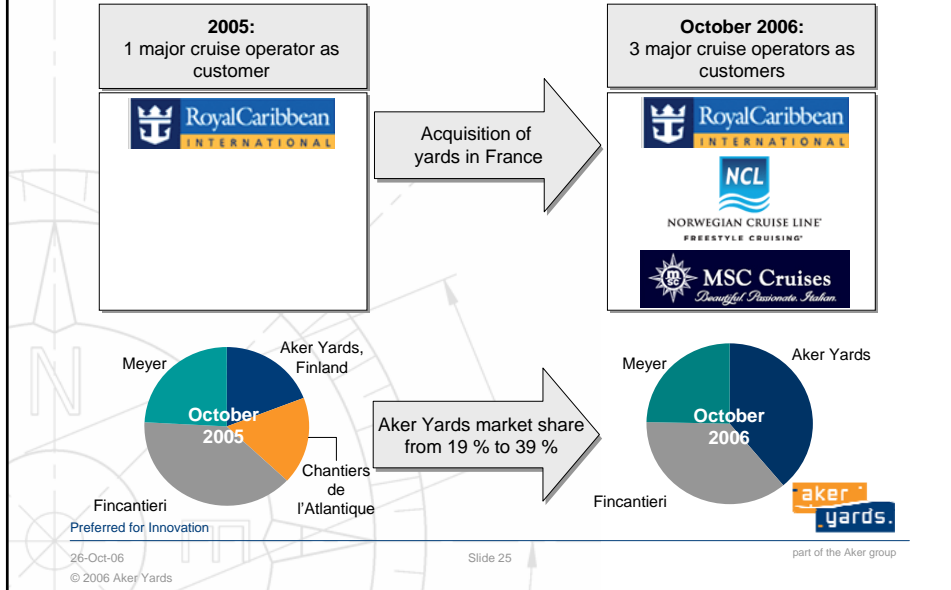 2005:
1 major cruise operator as
customer
October 2006:
3 major cruise operators as
customers
RoyalCaribbean
INTERNATIONAL
Acquisition of
yards in France
RoyalCaribbean
INTERNATIONAL
NCL
NORWEGIAN CRUISE LINE®
FREESTYLE CRUISING®
MSC
MSC Cruises
Beautiful. Passionate. Italian.
Meyer
Aker Yards,
Finland
October
2005
Chantiers
de
l'Atlantique
Fincantieri
Aker Yards market share
from 19 % to 39 %
Meyer
Aker Yards
October
2006
Fincantieri
aker
yards.
part of the Aker group
Preferred for Innovation
26-Oct-06
Slide 25
© 2006 Aker Yards
N
E